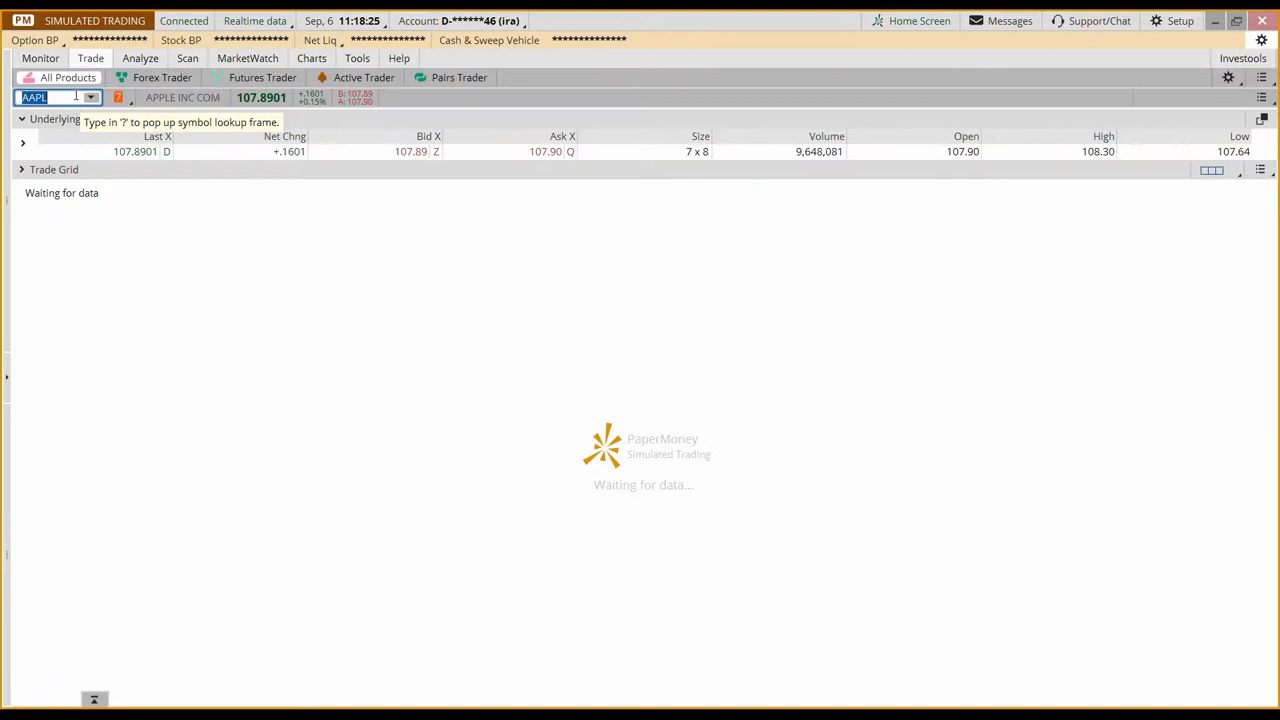 PM SIMULATED TRADING Connected Realtime data Sep, 6 11:18:25 Account: D-******46 (ira) Home Screen Messages Support/Chat Setup
Option BP ************** Stock BP ************** Net Liq ************** Cash & Sweep Vehicle **************
Monitor Trade Analyze Scan MarketWatch Charts Tools Help Investools
All Products Forex Trader Futures Trader Active Trader Pairs Trader
AAPL 7 APPLE INC COM 107.8901 +.1601 B: 107.89
+0.15% A: 107.90
Underlying
Type in '?' to pop up symbol lookup frame.
Last X Net Chng Bid X Ask X Size Volume Open High Low
107.8901 D +.1601 107.89 Z 107.90 Q 7 x 8 9,648,081 107.90 108.30 107.64
Trade Grid
Waiting for data
PaperMoney
Simulated Trading
Waiting for data...